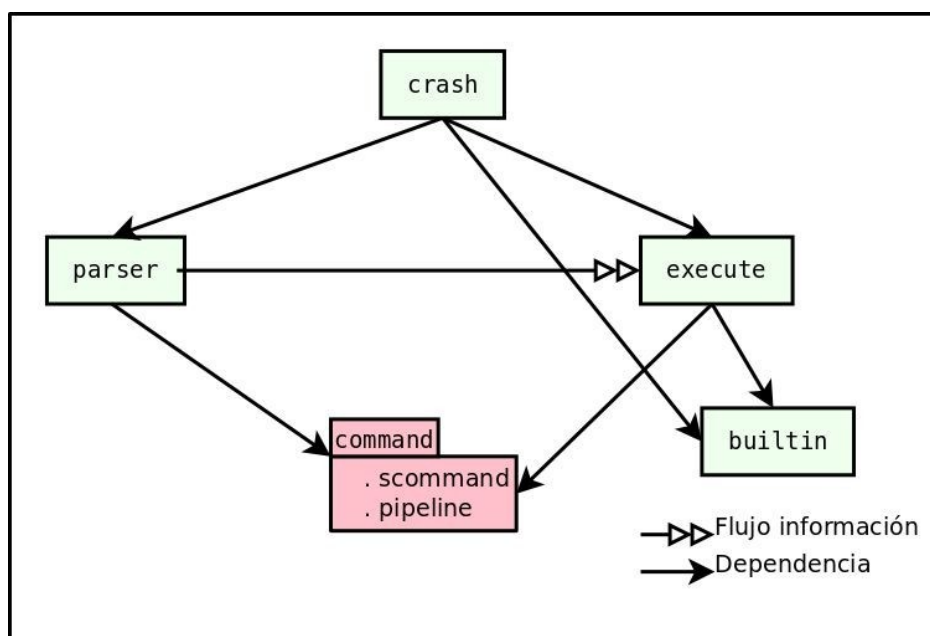 crash
parser
execute
command
. scommand
. pipeline
builtin
Flujo información
Dependencia